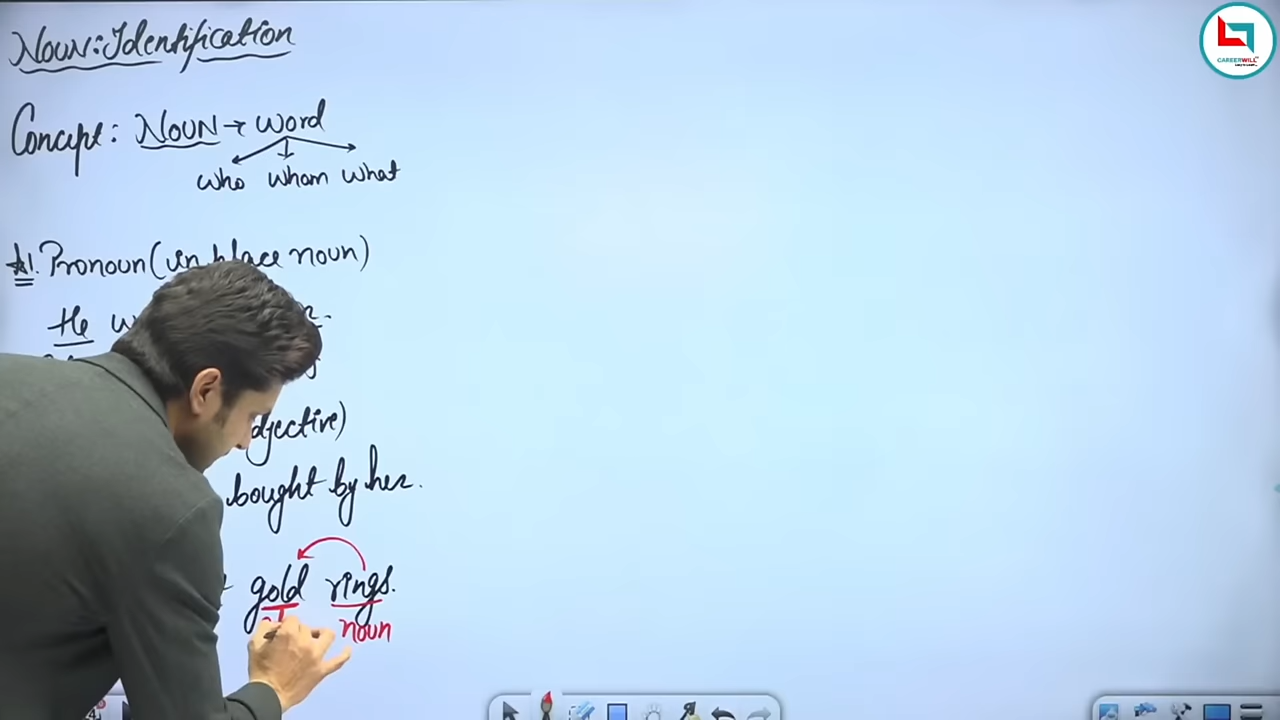 Noun:Identification
CAREERWILL
Concept: Noun → word
who whom what
1. Pronoun (in place noun)
He
bought by her.
gold rings.
noun